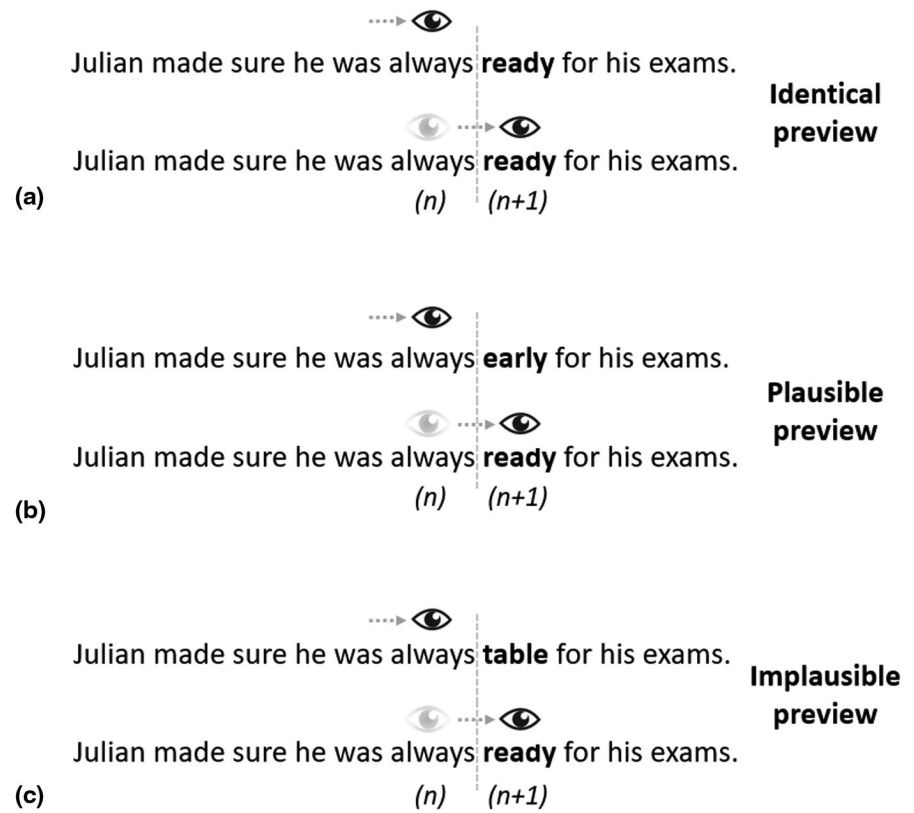 Julian made sure he was always ready for his exams.
Identical
preview
Julian made sure he was always ready for his exams.
(a)
(n) (n+1)
Julian made sure he was always early for his exams.
Plausible
preview
Julian made sure he was always ready for his exams.
(n) (n+1)
(b)
Julian made sure he was always table for his exams.
Implausible
preview
Julian made sure he was always ready for his exams.
(c)
(n) (n+1)